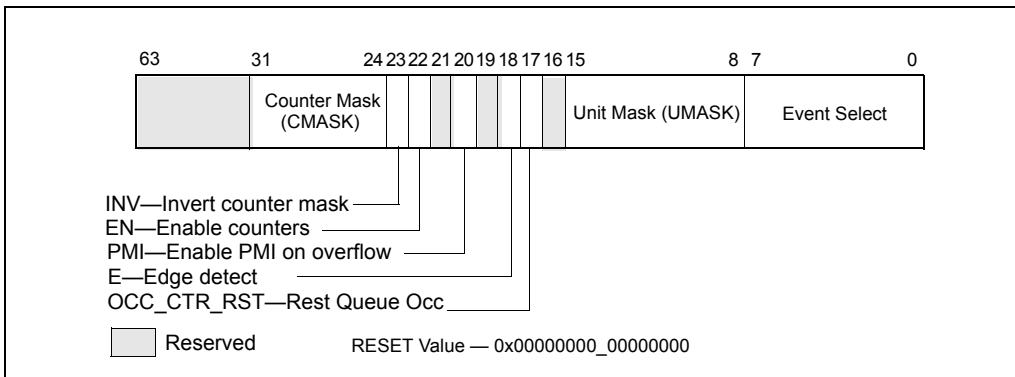 63 31 24 23 22 21 20 19 18 17 16 15 8 7 0
Counter Mask
(CMASK)
Unit Mask (UMASK)
Event Select
INV—Invert counter mask
EN—Enable counters
PMI—Enable PMI on overflow
E—Edge detect
OCC_CTR_RST—Rest Queue Occ
Reserved
RESET Value — 0x00000000_00000000